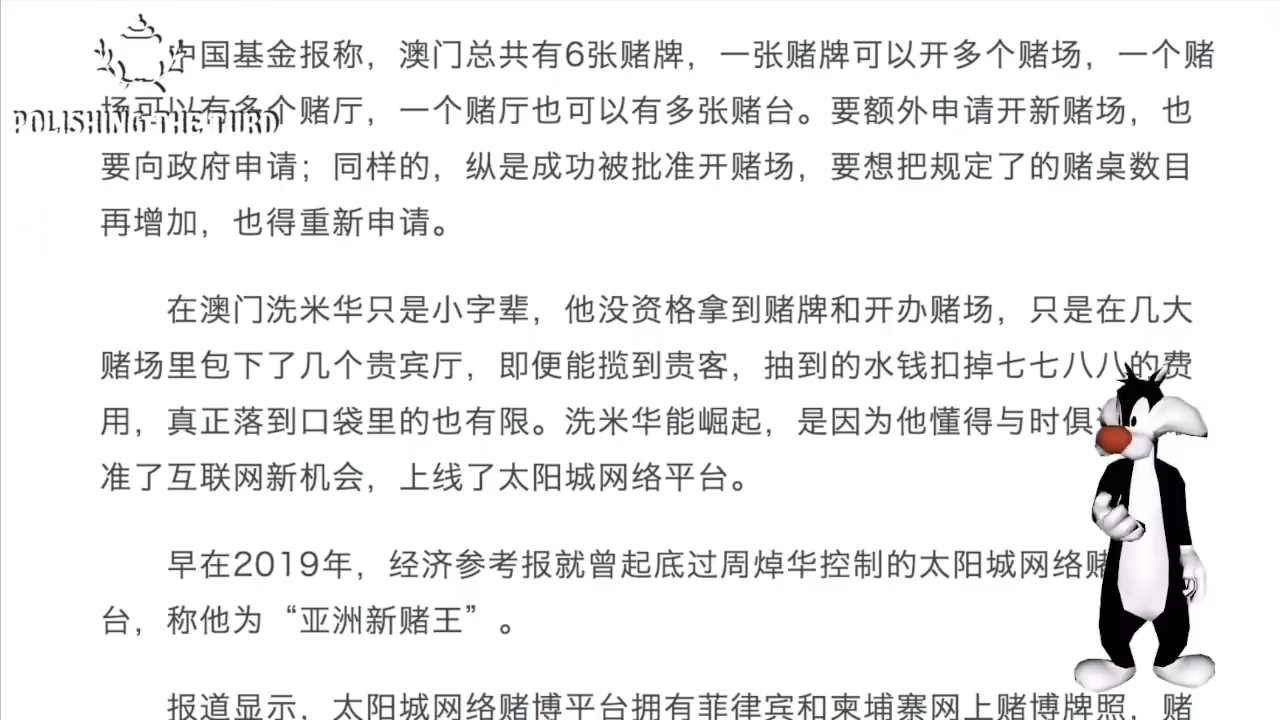 中国基金报称，澳门总共有6张赌牌，一张赌牌可以开多个赌场，一个赌
POLISHING THE TURD
场可以有多个赌厅，一个赌厅也可以有多张赌台。要额外申请开新赌场，也
要向政府申请；同样的，纵是成功被批准开赌场，要想把规定了的赌桌数目
再增加，也得重新申请。
在澳门洗米华只是小字辈，他没资格拿到赌牌和开办赌场，只是在几大
赌场里包下了几个贵宾厅，即便能揽到贵客，抽到的水钱扣掉七七八八的费
用，真正落到口袋里的也有限。洗米华能崛起，是因为他懂得与时俱
准了互联网新机会，上线了太阳城网络平台。
早在2019年，经济参考报就曾起底过周焯华控制的太阳城网络赌
台，称他为“亚洲新赌王”。
报道显示，太阳城网络赌博平台拥有菲律宾和柬埔寨网上赌博牌照，赌